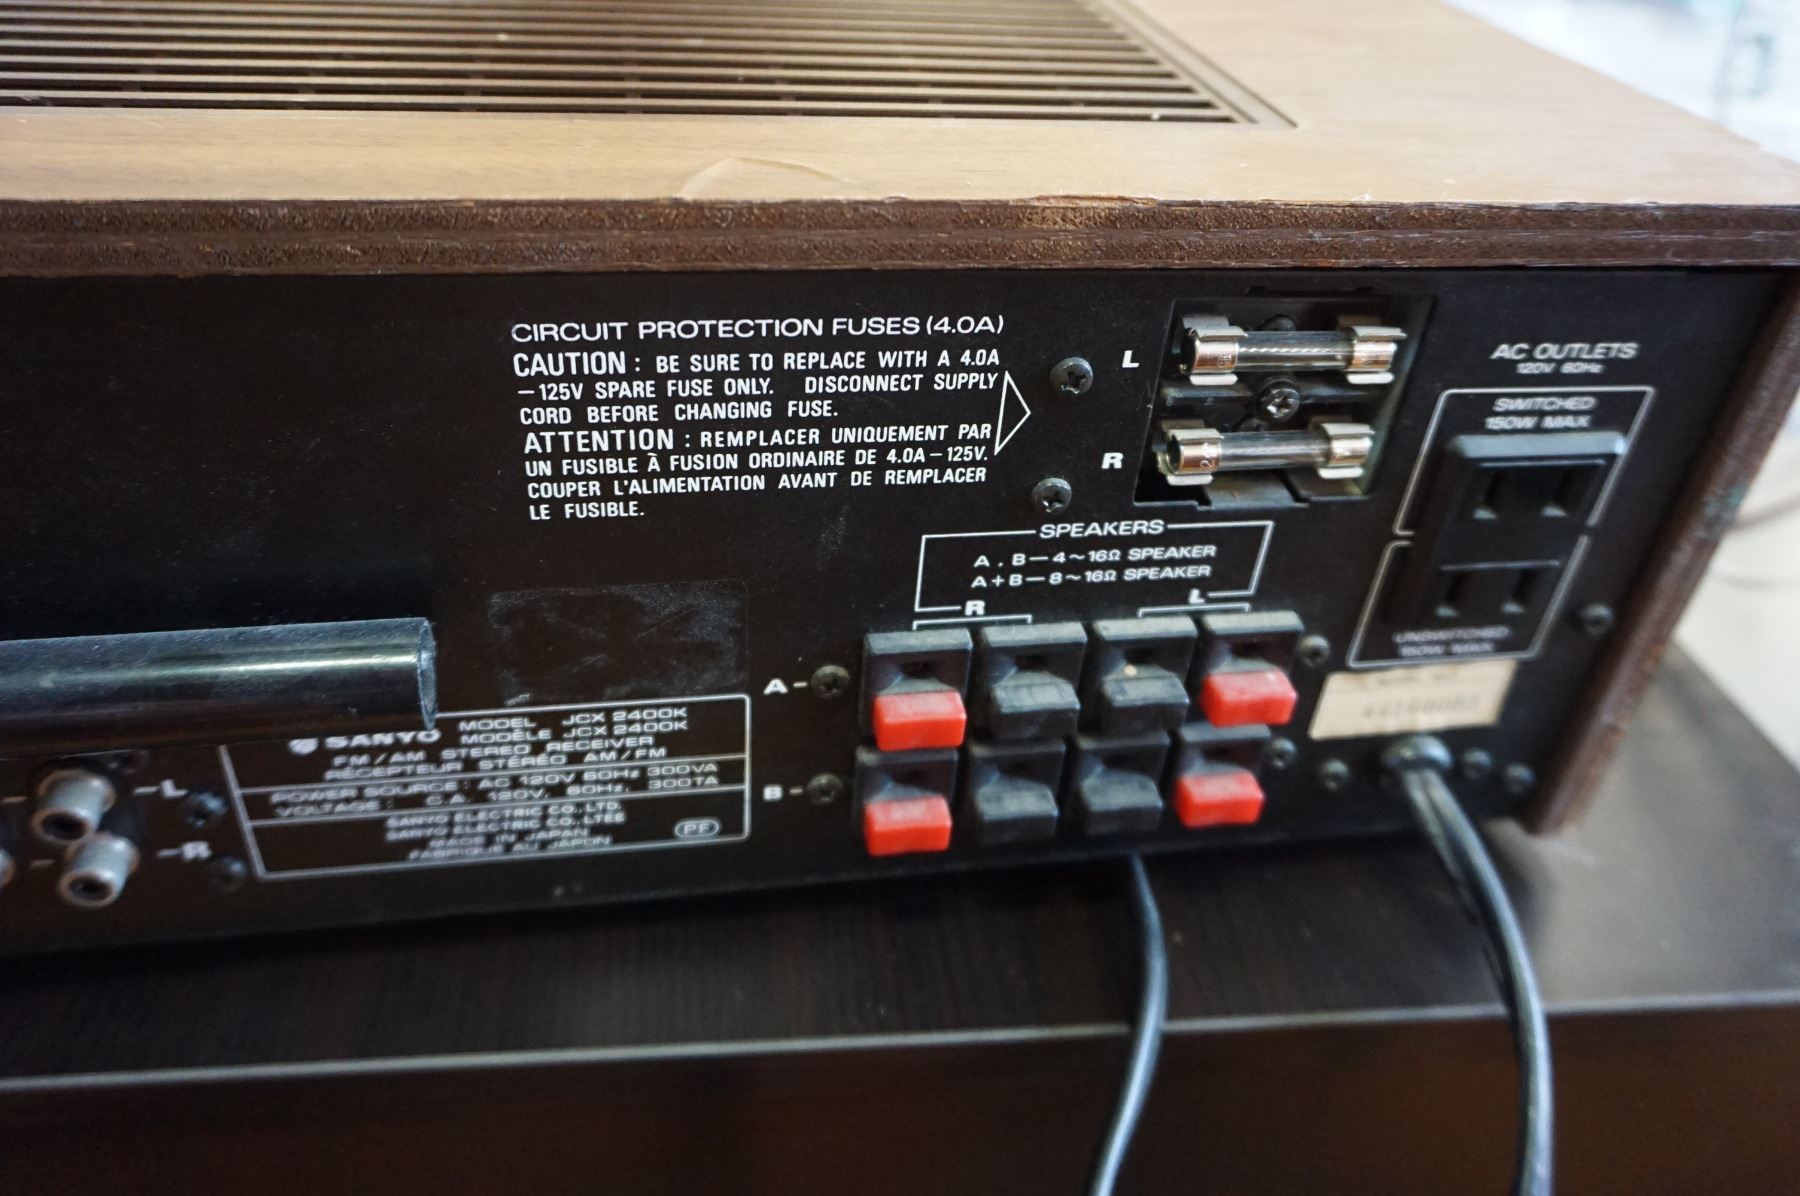 CIRCUIT PROTECTION FUSES (4.0A)
CAUTION : BE SURE TO REPLACE WITH A 4.0A
—125V SPARE FUSE ONLY. DISCONNECT SUPPLY
CORD BEFORE CHANGING FUSE.
ATTENTION : REMPLACER UNIQUEMENT PAR
UN FUSIBLE À FUSION ORDINAIRE DE 4.0A—125V.
COUPER L'ALIMENTATION AVANT DE REMPLACER
LE FUSIBLE.
L
R
AC OUTLETS
120V 60Hz
SWITCHED
150W MAX
UNSWITCHED
150W MAX
SPEAKERS
A . B — 4~16Ω SPEAKER
A+B — 8~16Ω SPEAKER
R
L
A-
B-
MODEL JCX 2400K
SANYO MODÈLE JCX 2400K
FM/AM STEREO RECEIVER
RÉCEPTEUR STÉRÉO AM/FM
POWER SOURCE : AC 120V 60Hz 300VA
VOLTAGE : C.A. 120V, 60Hz, 300TA
SANYO ELECTRIC CO., LTD.
SANYO ELECTRIC CO., LTEE
MADE IN JAPAN
FABRIQUE AU JAPON
PF
-L
-R